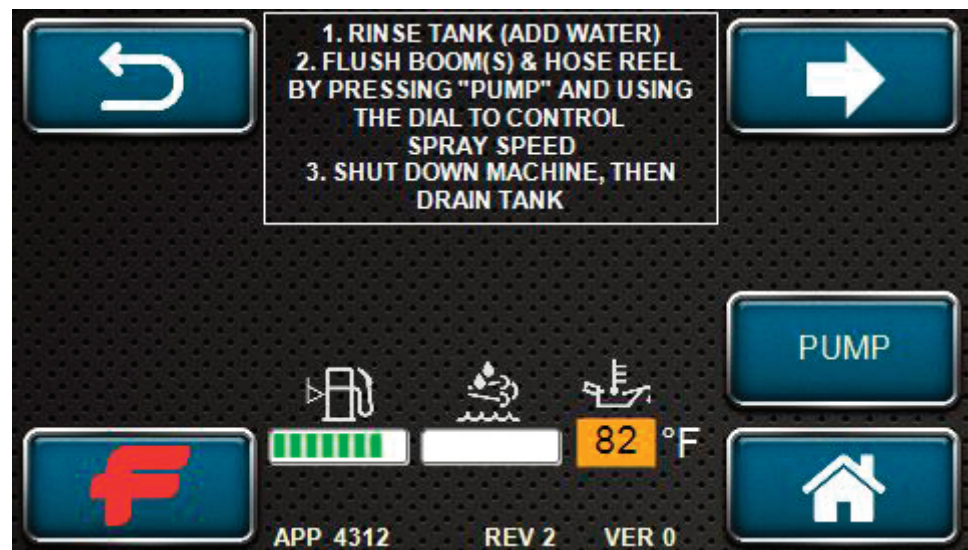 1. RINSE TANK (ADD WATER)
2. FLUSH BOOM(S) & HOSE REEL
BY PRESSING "PUMP" AND USING
THE DIAL TO CONTROL
SPRAY SPEED
3. SHUT DOWN MACHINE, THEN
DRAIN TANK
PUMP
82 °F
APP 4312 REV 2 VER 0